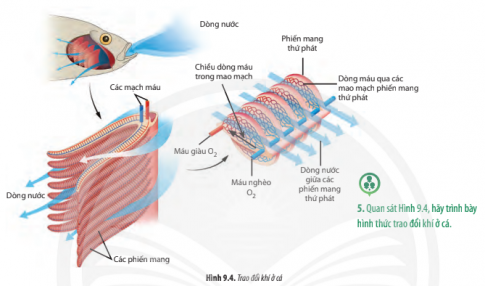 Dòng nước
Phiến mang
thứ phát
Chiều dòng máu
trong mao mạch
Dòng máu qua các
mao mạch phiến mang
thứ phát
Các mạch máu
Máu giàu O₂
Máu nghèo
O₂
Dòng nước
giữa các
phiến mang
thứ phát
Dòng nước
Các phiến mang
5. Quan sát Hình 9.4, hãy trình bày
hình thức trao đổi khí ở cá.
Hình 9.4. Trao đổi khí ở cá